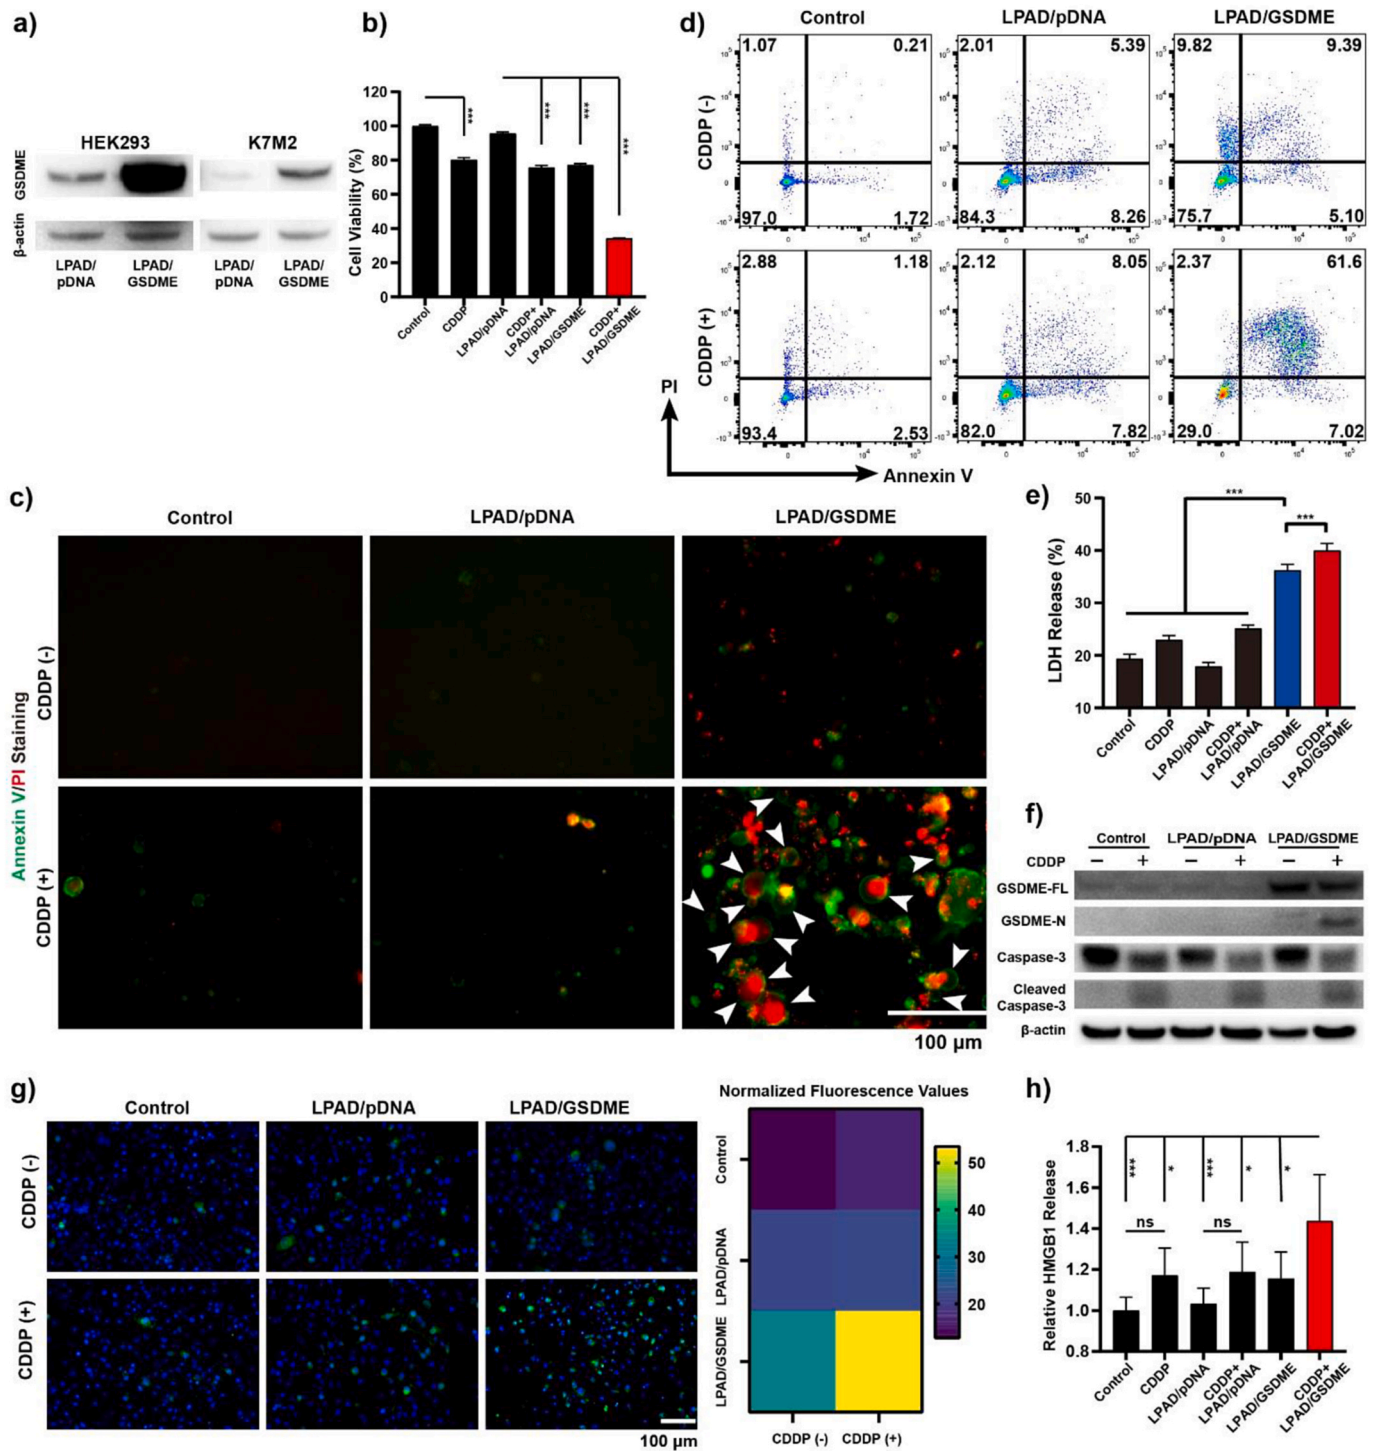 a)
HEK293
K7M2
GSDME
β-actin
LPAD/
pDNA
LPAD/
GSDME
LPAD/
pDNA
LPAD/
GSDME
b)
Cell Viability (%)
120
100
80
60
40
20
0
***
***
***
***
Control
CDDP
LPAD/pDNA
CDDP+
LPAD/pDNA
LPAD/GSDME
CDDP+
LPAD/GSDME
d)
Control
LPAD/pDNA
LPAD/GSDME
CDDP (-)
1.07
0.21
97.0
1.72
2.01
5.39
84.3
8.26
9.82
9.39
75.7
5.10
CDDP (+)
2.88
1.18
93.4
2.53
2.12
8.05
82.0
7.82
2.37
61.6
29.0
7.02
PI
Annexin V
c)
Control
LPAD/pDNA
LPAD/GSDME
Annexin V/PI Staining
CDDP (-)
CDDP (+)
100 μm
e)
LDH Release (%)
50
40
30
20
10
***
***
Control
CDDP
LPAD/pDNA
CDDP+
LPAD/pDNA
LPAD/GSDME
CDDP+
LPAD/GSDME
f)
Control
LPAD/pDNA
LPAD/GSDME
CDDP
− + − + − +
GSDME-FL
GSDME-N
Caspase-3
Cleaved
Caspase-3
β-actin
g)
Control
LPAD/pDNA
LPAD/GSDME
CDDP (-)
CDDP (+)
100 μm
Normalized Fluorescence Values
Control
LPAD/pDNA
LPAD/GSDME
CDDP (-)
CDDP (+)
50
40
30
20
h)
Relative HMGB1 Release
1.8
1.6
1.4
1.2
1.0
0.8
***
*
***
*
*
ns
ns
Control
CDDP
LPAD/pDNA
CDDP+
LPAD/pDNA
LPAD/GSDME
CDDP+
LPAD/GSDME